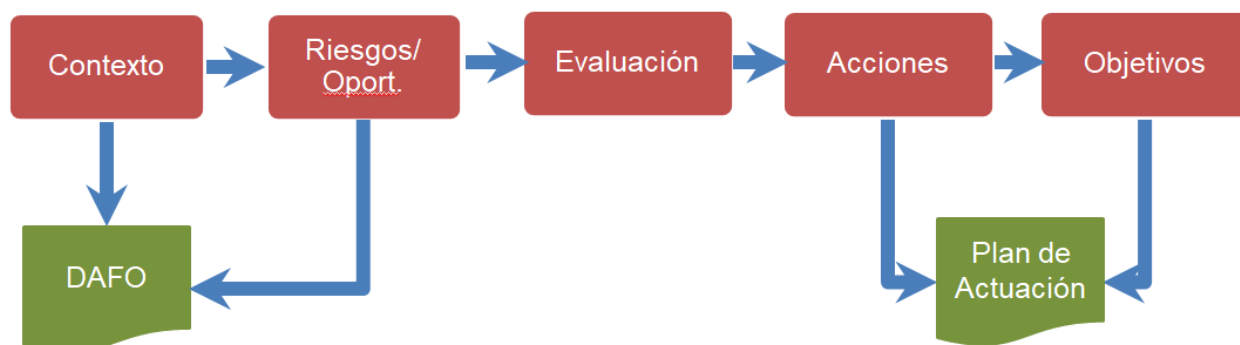 Contexto
Riesgos/
Oport.
Evaluación
Acciones
Objetivos
DAFO
Plan de
Actuación